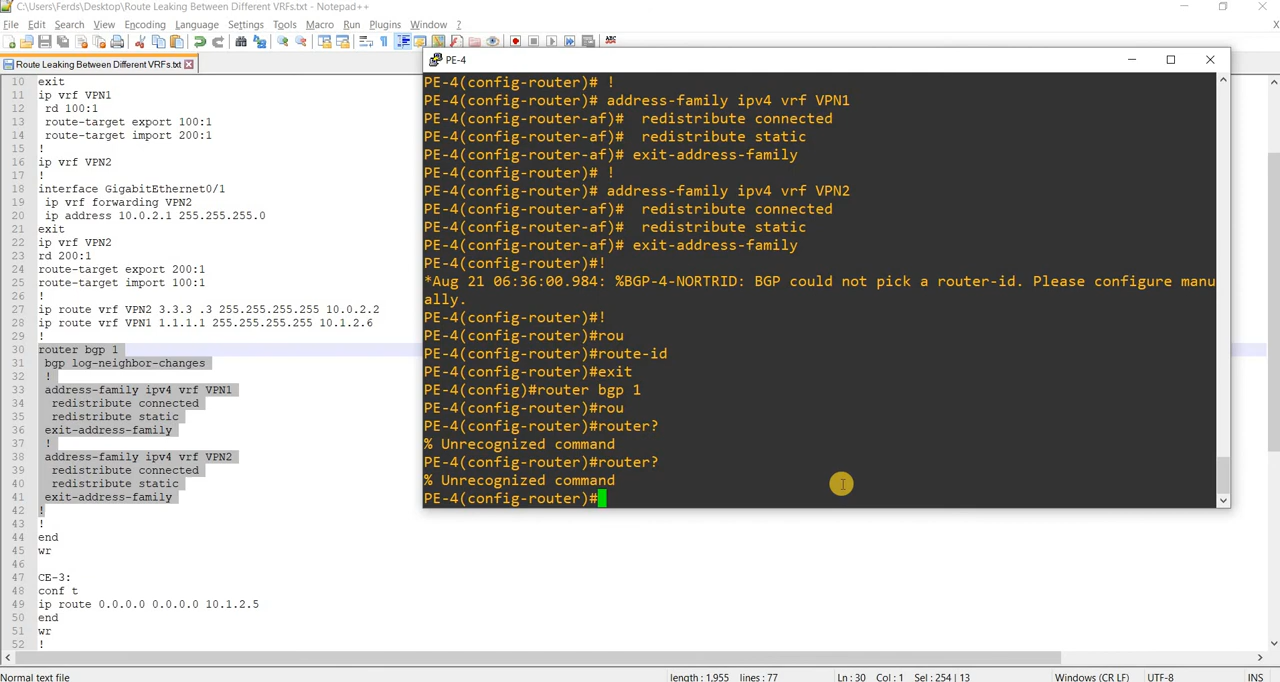 C:\Users\Ferds\Desktop\Route Leaking Between Different VRFs.txt - Notepad++
File Edit Search View Encoding Language Settings Tools Macro Run Plugins Window ?
Route Leaking Between Different VRFs.txt
10 exit
11 ip vrf VPN1
12 rd 100:1
13 route-target export 100:1
14 route-target import 200:1
15 !
16 ip vrf VPN2
17 !
18 interface GigabitEthernet0/1
19 ip vrf forwarding VPN2
20 ip address 10.0.2.1 255.255.255.0
21 exit
22 ip vrf VPN2
23 rd 200:1
24 route-target export 200:1
25 route-target import 100:1
26 !
27 ip route vrf VPN2 3.3.3 .3 255.255.255.255 10.0.2.2
28 ip route vrf VPN1 1.1.1.1 255.255.255.255 10.1.2.6
29 !
30 router bgp 1
31 bgp log-neighbor-changes
32 !
33 address-family ipv4 vrf VPN1
34 redistribute connected
35 redistribute static
36 exit-address-family
37 !
38 address-family ipv4 vrf VPN2
39 redistribute connected
40 redistribute static
41 exit-address-family
42 !
43 !
44 end
45 wr
46
47 CE-3:
48 conf t
49 ip route 0.0.0.0 0.0.0.0 10.1.2.5
50 end
51 wr
52 !
PE-4
PE-4(config-router)# !
PE-4(config-router)# address-family ipv4 vrf VPN1
PE-4(config-router-af)#  redistribute connected
PE-4(config-router-af)#  redistribute static
PE-4(config-router-af)# exit-address-family
PE-4(config-router)# !
PE-4(config-router)# address-family ipv4 vrf VPN2
PE-4(config-router-af)#  redistribute connected
PE-4(config-router-af)#  redistribute static
PE-4(config-router-af)# exit-address-family
PE-4(config-router)#!
*Aug 21 06:36:00.984: %BGP-4-NORTRID: BGP could not pick a router-id. Please configure manu
ally.
PE-4(config-router)#!
PE-4(config-router)#rou
PE-4(config-router)#route-id
PE-4(config-router)#exit
PE-4(config)#router bgp 1
PE-4(config-router)#rou
PE-4(config-router)#router?
% Unrecognized command
PE-4(config-router)#router?
% Unrecognized command
PE-4(config-router)#
Normal text file length : 1,955 lines : 77 Ln : 30 Col : 1 Sel : 254 | 13 Windows (CR LF) UTF-8 INS